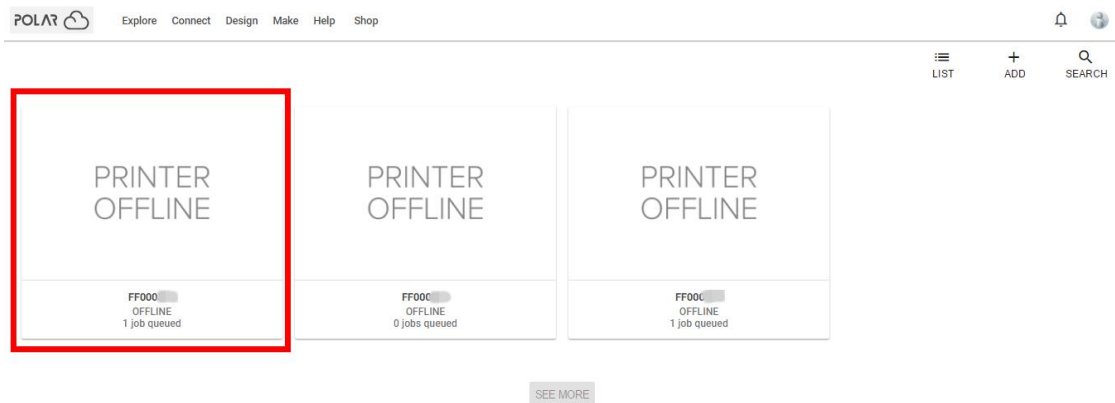 POLAR
Explore Connect Design Make Help Shop
LIST ADD SEARCH
PRINTER
OFFLINE
FF000
OFFLINE
1 job queued
PRINTER
OFFLINE
FF000
OFFLINE
0 jobs queued
PRINTER
OFFLINE
FF000
OFFLINE
1 job queued
SEE MORE